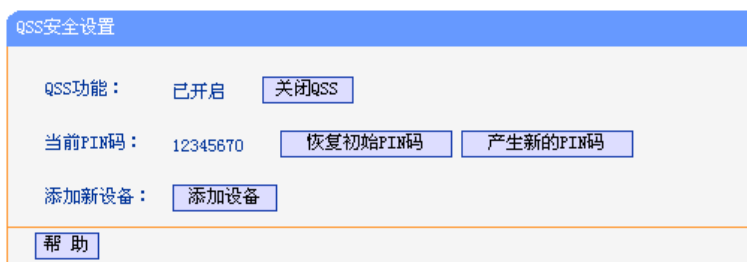 QSS安全设置
QSS功能： 已开启 关闭QSS
当前PIN码： 12345670 恢复初始PIN码 产生新的PIN码
添加新设备： 添加设备
帮 助